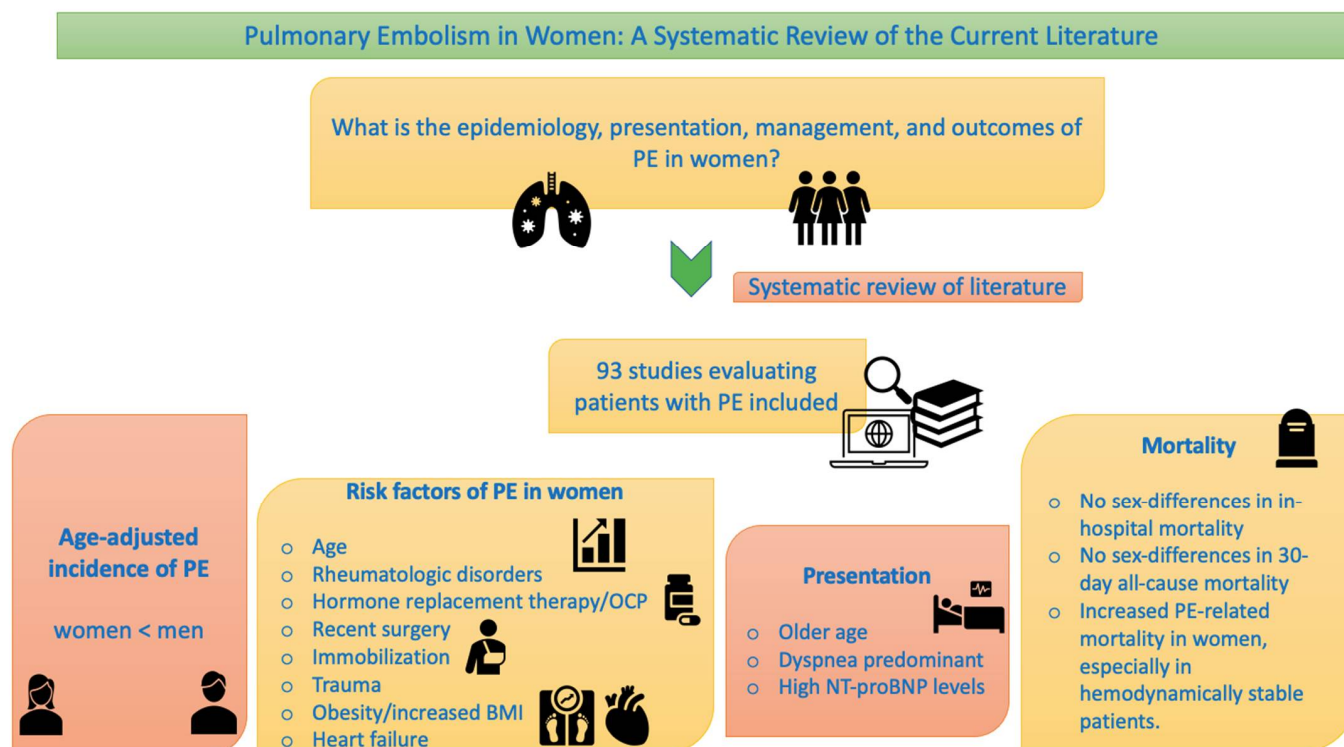 Pulmonary Embolism in Women: A Systematic Review of the Current Literature
What is the epidemiology, presentation, management, and outcomes of
PE in women?
Systematic review of literature
93 studies evaluating
patients with PE included
Age-adjusted
incidence of PE
women < men
Risk factors of PE in women
o Age
o Rheumatologic disorders
o Hormone replacement therapy/OCP
o Recent surgery
o Immobilization
o Trauma
o Obesity/increased BMI
o Heart failure
Presentation
o Older age
o Dyspnea predominant
o High NT-proBNP levels
Mortality
o No sex-differences in in-
hospital mortality
o No sex-differences in 30-
day all-cause mortality
o Increased PE-related
mortality in women,
especially in
hemodynamically stable
patients.